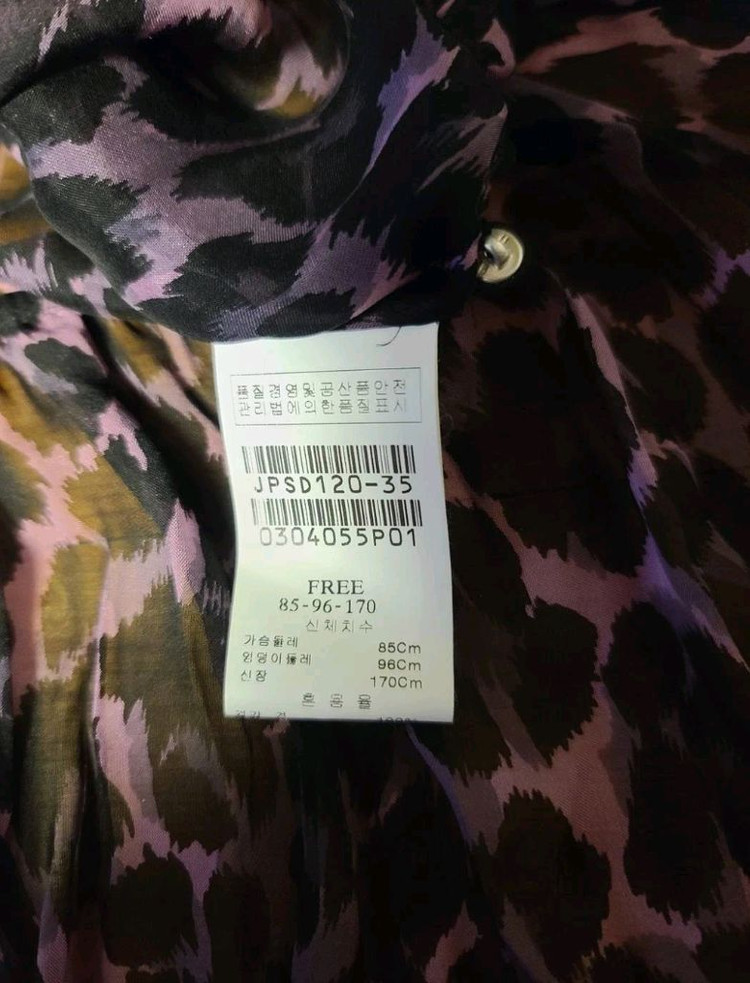 품질경영및공산품안전
관리법에의한품질표시
JPSD120-35
0304055P01
FREE
85-96-170
신체치수
가슴둘레 85Cm
엉덩이둘레 96Cm
신장 170Cm
혼용율
100%